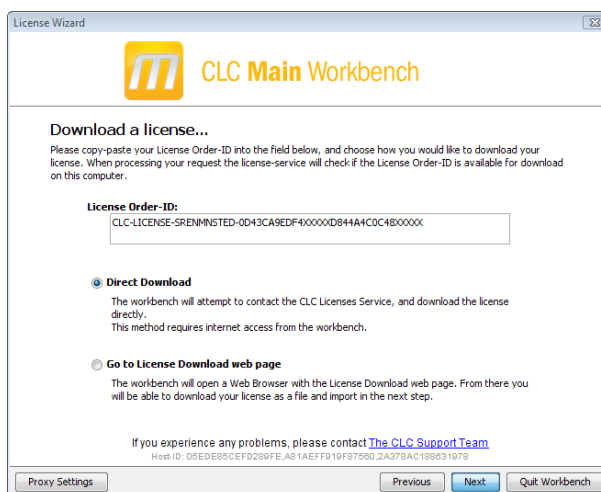 License Wizard
CLC Main Workbench
Download a license...
Please copy-paste your License Order-ID into the field below, and choose how you would like to download your
license. When processing your request the license-service will check if the License Order-ID is available for download
on this computer.
License Order-ID:
CLC-LICENSE-SRENMNSTED-0D43CA9EDF4XXXXXD844A4C0C48XXXXX
Direct Download
The workbench will attempt to contact the CLC Licenses Service, and download the license
directly.
This method requires internet access from the workbench.
Go to License Download web page
The workbench will open a Web Browser with the License Download web page. From there you
will be able to download your license as a file and import in the next step.
If you experience any problems, please contact The CLC Support Team
Host-ID: 05EDE85CEFD289FE,A81AEFF919F87560,2A378AC188631978
Proxy Settings
Previous
Next
Quit Workbench